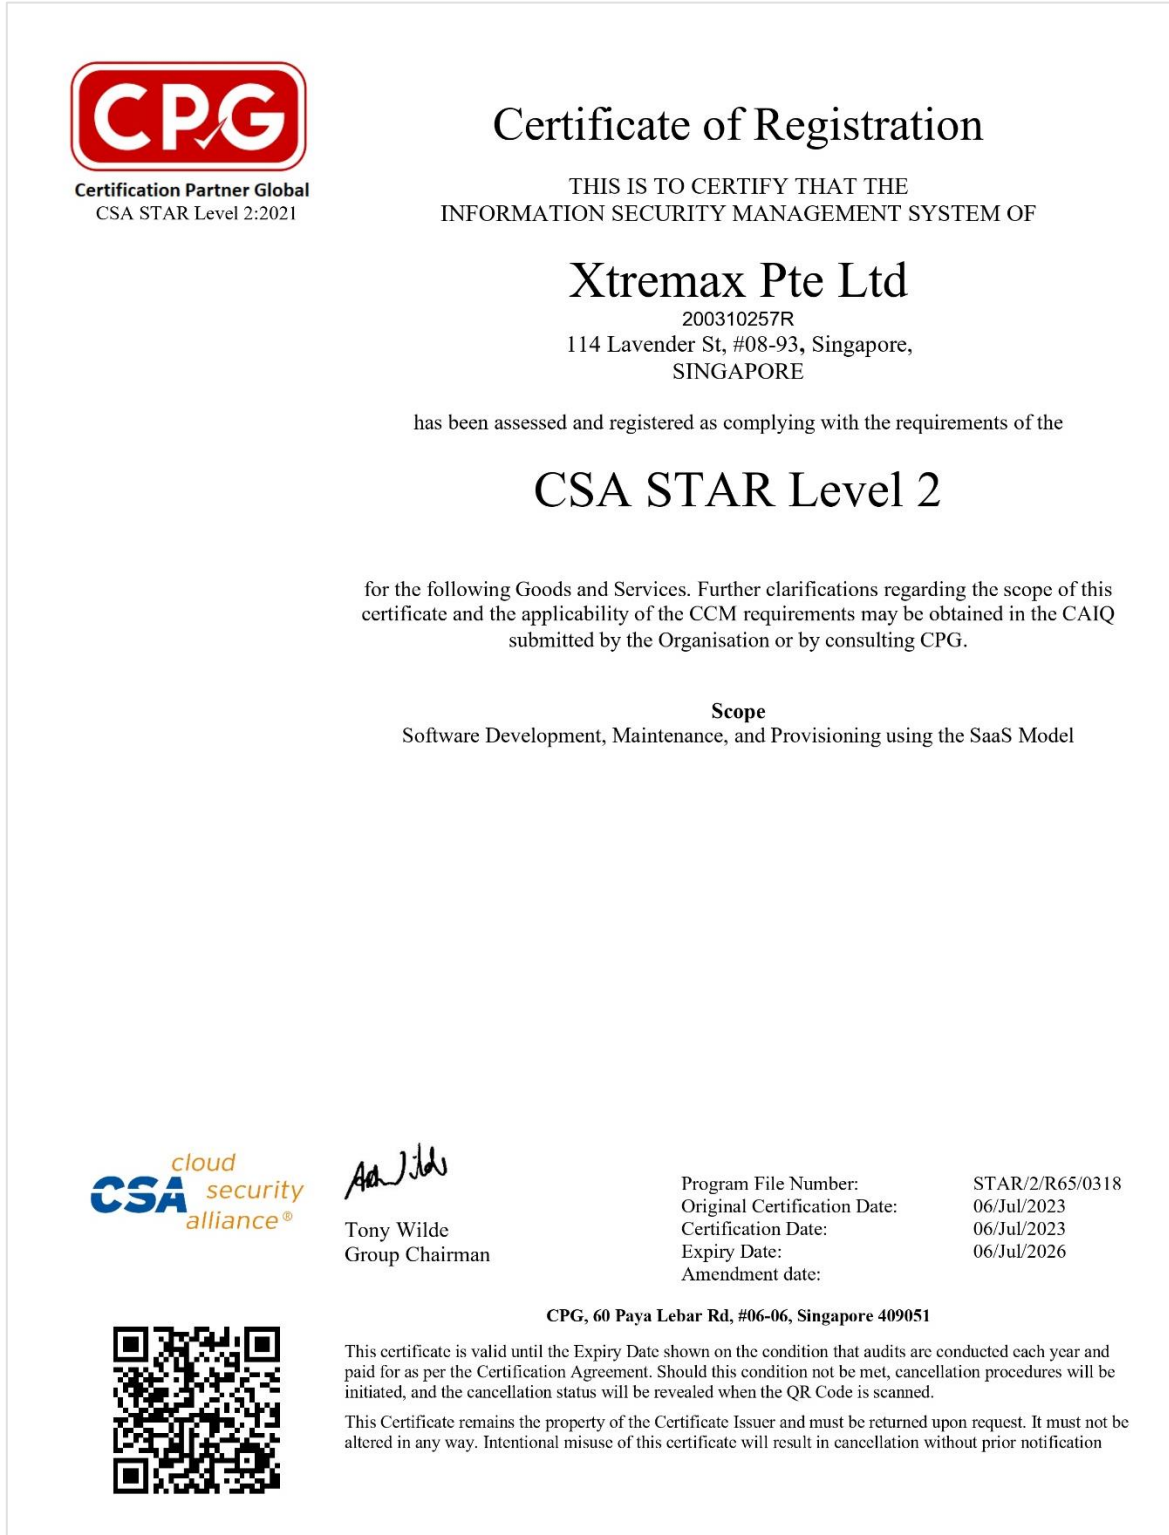 CPG
Certification Partner Global
CSA STAR Level 2:2021
Certificate of Registration
THIS IS TO CERTIFY THAT THE
INFORMATION SECURITY MANAGEMENT SYSTEM OF
Xtremax Pte Ltd
200310257R
114 Lavender St, #08-93, Singapore,
SINGAPORE
has been assessed and registered as complying with the requirements of the
CSA STAR Level 2
for the following Goods and Services. Further clarifications regarding the scope of this
certificate and the applicability of the CCM requirements may be obtained in the CAIQ
submitted by the Organisation or by consulting CPG.
Scope
Software Development, Maintenance, and Provisioning using the SaaS Model
CSA cloud security alliance®
Tony Wilde
Group Chairman
Program File Number: STAR/2/R65/0318
Original Certification Date: 06/Jul/2023
Certification Date: 06/Jul/2023
Expiry Date: 06/Jul/2026
Amendment date:
CPG, 60 Paya Lebar Rd, #06-06, Singapore 409051
This certificate is valid until the Expiry Date shown on the condition that audits are conducted each year and
paid for as per the Certification Agreement. Should this condition not be met, cancellation procedures will be
initiated, and the cancellation status will be revealed when the QR Code is scanned.
This Certificate remains the property of the Certificate Issuer and must be returned upon request. It must not be
altered in any way. Intentional misuse of this certificate will result in cancellation without prior notification